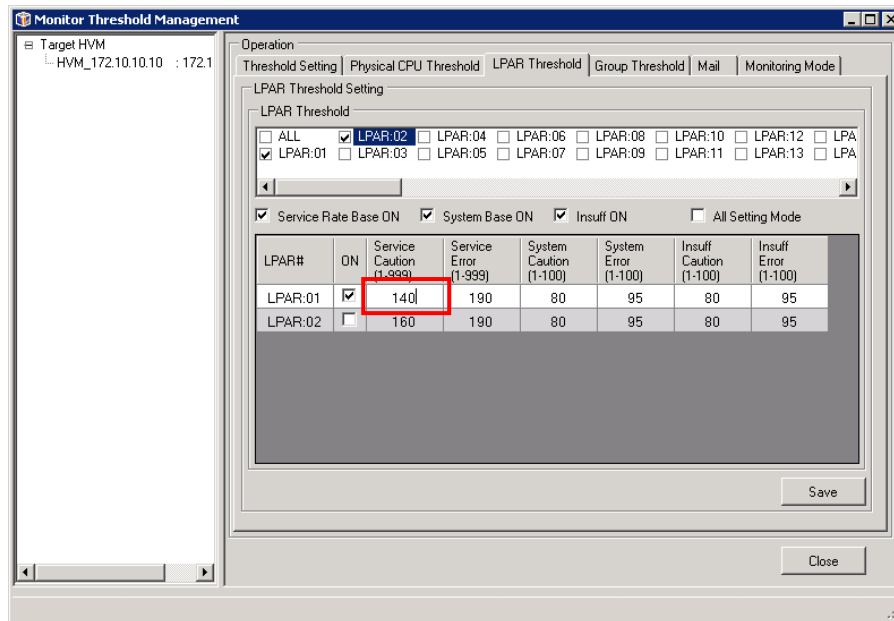 Monitor Threshold Management
Target HVM
HVM_172.10.10.10 : 172.1
Operation
Threshold Setting Physical CPU Threshold LPAR Threshold Group Threshold Mail Monitoring Mode
LPAR Threshold Setting
LPAR Threshold
ALL LPAR:02 LPAR:04 LPAR:06 LPAR:08 LPAR:10 LPAR:12 LPA
LPAR:01 LPAR:03 LPAR:05 LPAR:07 LPAR:09 LPAR:11 LPAR:13 LPA
Service Rate Base ON System Base ON Insuff ON All Setting Mode
LPAR# ON Service Caution (1-999) Service Error (1-999) System Caution (1-100) System Error (1-100) Insuff Caution (1-100) Insuff Error (1-100)
LPAR:01 140 190 80 95 80 95
LPAR:02 160 190 80 95 80 95
Save
Close